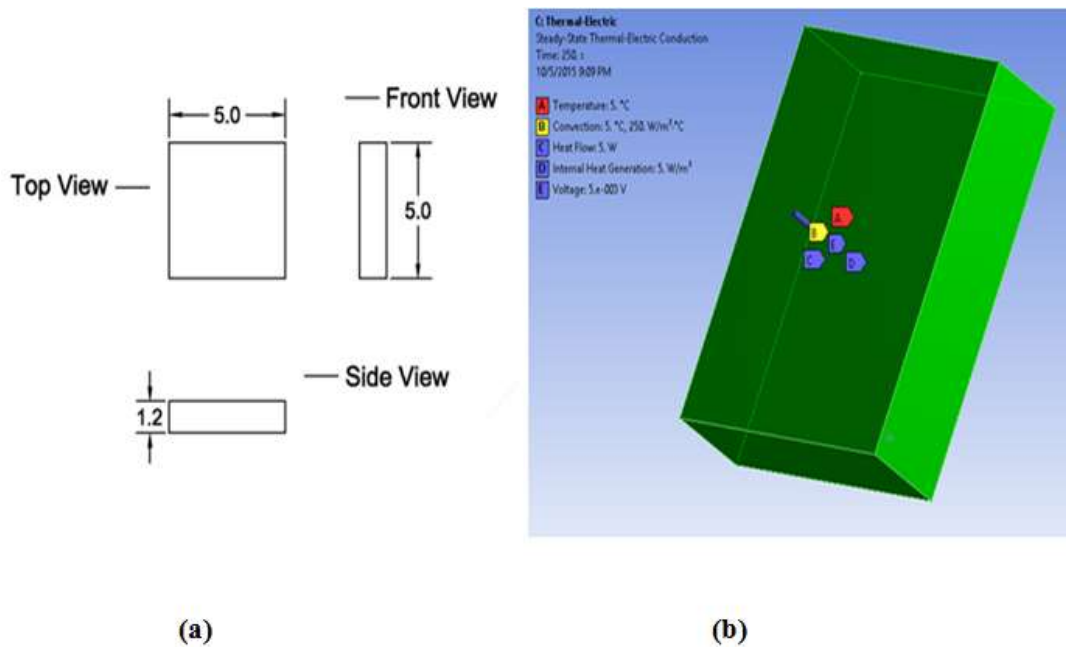 5.0
Front View
Top View
5.0
Side View
1.2
C: Thermal-Electric
Steady-State Thermal-Electric Conduction
Time: 250. s
10/5/2015 9:09 PM
A Temperature: 5. °C
B Convection: 5. °C, 250. W/m²·°C
C Heat Flow: 5. W
D Internal Heat Generation: 5. W/m³
E Voltage: 5.e-003 V
A
B
E
C
D
(a)
(b)